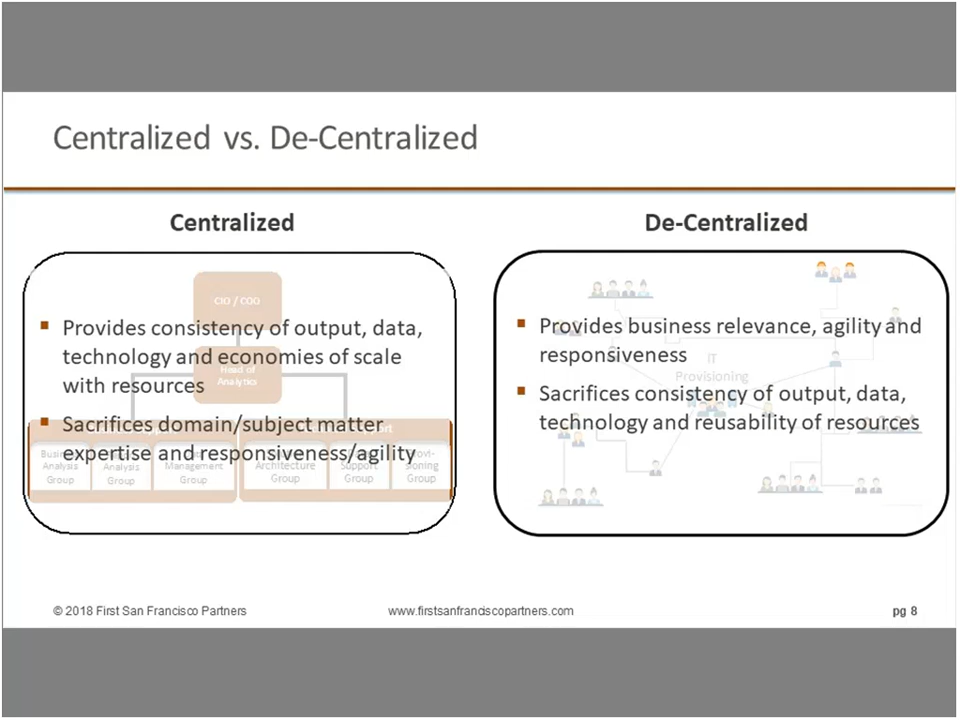 Centralized vs. De-Centralized
Centralized
De-Centralized
CIO / COO
▪ Provides consistency of output, data,
technology and economies of scale
with resources
Head of
Analytics
▪ Sacrifices domain/subject matter
expertise and responsiveness/agility
Analysis
Group
Analysis
Group
Management
Group
Architecture
Group
Support
Group
Provi-
sioning
Group
▪ Provides business relevance, agility and
responsiveness
IT
Provisioning
▪ Sacrifices consistency of output, data,
technology and reusability of resources
© 2018 First San Francisco Partners
www.firstsanfranciscopartners.com
pg 8